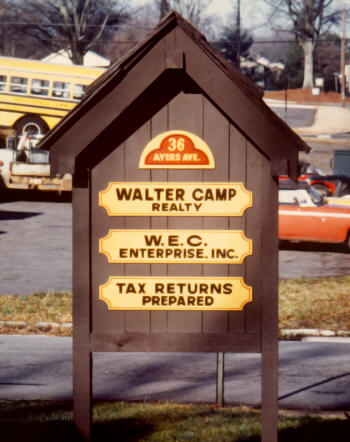 36
AYERS AVE.
WALTER CAMP
REALTY
W.E.C.
ENTERPRISE, INC.
TAX RETURNS
PREPARED